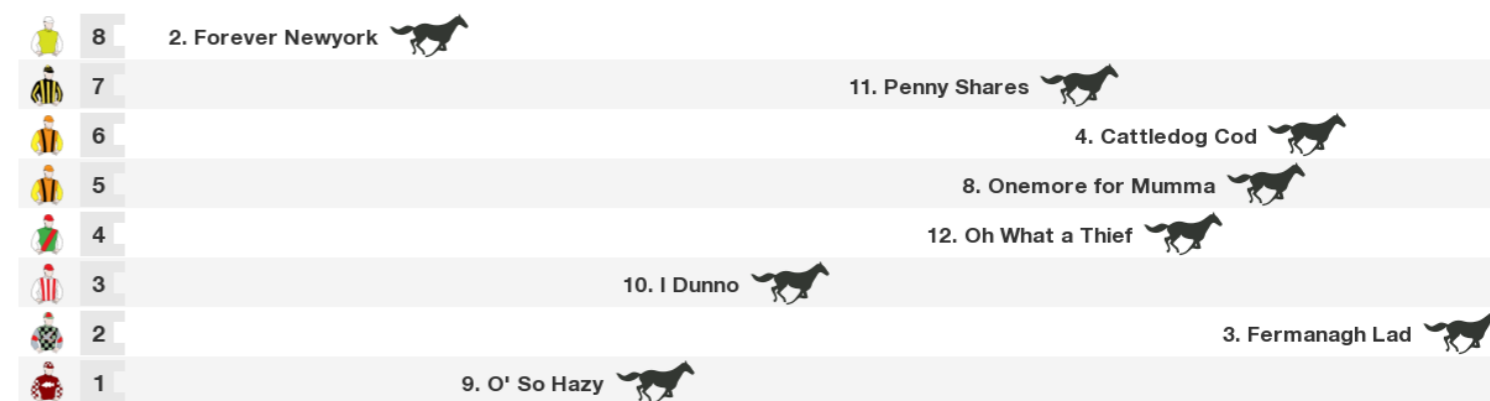 8 2. Forever Newyork
7 11. Penny Shares
6 4. Cattledog Cod
5 8. Onemore for Mumma
4 12. Oh What a Thief
3 10. I Dunno
2 3. Fermanagh Lad
1 9. O' So Hazy